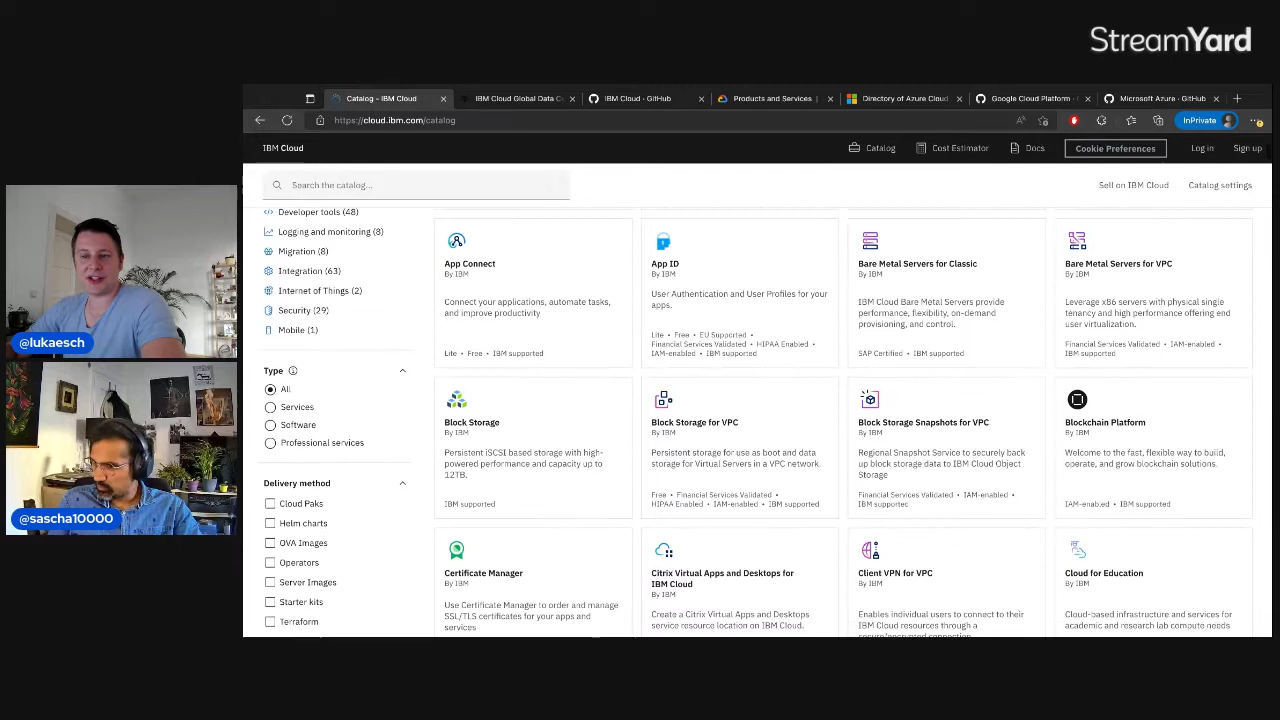 StreamYard
Catalog - IBM Cloud
IBM Cloud Global Data C
IBM Cloud · GitHub
Products and Services |
Directory of Azure Cloud
Google Cloud Platform ·
Microsoft Azure · GitHub
https://cloud.ibm.com/catalog
InPrivate
IBM Cloud
Catalog
Cost Estimator
Docs
Cookie Preferences
Log in
Sign up
Search the catalog...
Sell on IBM Cloud
Catalog settings
Developer tools (48)
Logging and monitoring (8)
Migration (8)
Integration (63)
Internet of Things (2)
Security (29)
Mobile (1)
Type
All
Services
Software
Professional services
Delivery method
Cloud Paks
Helm charts
OVA Images
Operators
Server Images
Starter kits
Terraform
App Connect
By IBM
Connect your applications, automate tasks,
and improve productivity
Lite • Free • IBM supported
App ID
By IBM
User Authentication and User Profiles for your
apps.
Lite • Free • EU Supported •
Financial Services Validated • HIPAA Enabled •
IAM-enabled • IBM supported
Bare Metal Servers for Classic
By IBM
IBM Cloud Bare Metal Servers provide
performance, flexibility, on-demand
provisioning, and control.
SAP Certified • IBM supported
Bare Metal Servers for VPC
By IBM
Leverage x86 servers with physical single
tenancy and high performance offering end
user virtualization.
Financial Services Validated • IAM-enabled •
IBM supported
Block Storage
By IBM
Persistent iSCSI based storage with high-
powered performance and capacity up to
12TB.
IBM supported
Block Storage for VPC
By IBM
Persistent storage for use as boot and data
storage for Virtual Servers in a VPC network.
Free • Financial Services Validated •
HIPAA Enabled • IAM-enabled • IBM supported
Block Storage Snapshots for VPC
By IBM
Regional Snapshot Service to securely back
up block storage data to IBM Cloud Object
Storage
Financial Services Validated • IAM-enabled •
IBM supported
Blockchain Platform
By IBM
Welcome to the fast, flexible way to build,
operate, and grow blockchain solutions.
IAM-enabled • IBM supported
Certificate Manager
By IBM
Use Certificate Manager to order and manage
SSL/TLS certificates for your apps and
services
Citrix Virtual Apps and Desktops for
IBM Cloud
By IBM
Create a Citrix Virtual Apps and Desktops
service resource location on IBM Cloud.
Client VPN for VPC
By IBM
Enables individual users to connect to their
IBM Cloud resources through a
secure/encrypted connection
Cloud for Education
By IBM
Cloud-based infrastructure and services for
academic and research lab compute needs
@lukaesch
@sascha10000